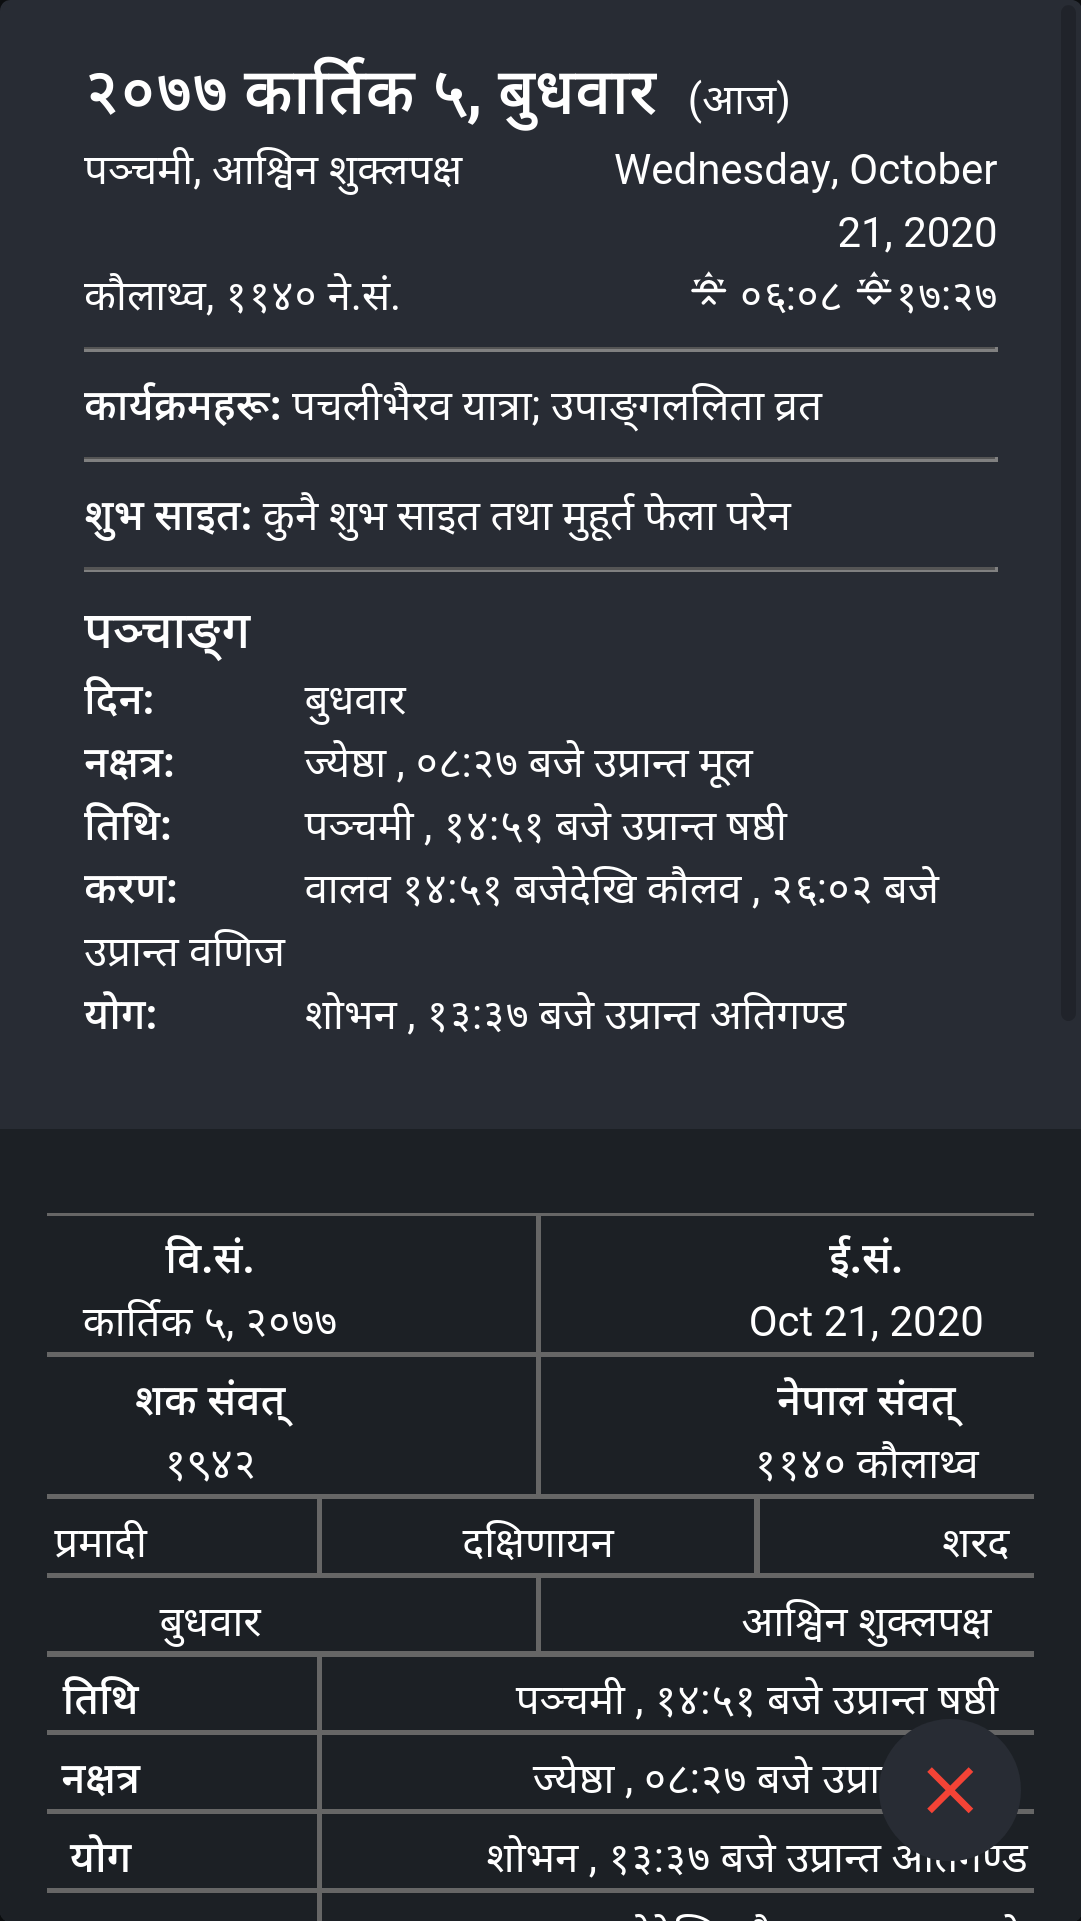 २०७७ कार्तिक ५, बुधवार (आज)
पञ्चमी, आश्विन शुक्लपक्ष
Wednesday, October
21, 2020
कौलाथ्व, ११४० ने.सं.
०६:०८ १७:२७
कार्यक्रमहरू: पचलीभैरव यात्रा; उपाङ्गललिता व्रत
शुभ साइत: कुनै शुभ साइत तथा मुहूर्त फेला परेन
पञ्चाङ्ग
दिन: बुधवार
नक्षत्र: ज्येष्ठा , ०८:२७ बजे उप्रान्त मूल
तिथि: पञ्चमी , १४:५१ बजे उप्रान्त षष्ठी
करण: वालव १४:५१ बजेदेखि कौलव , २६:०२ बजे
उप्रान्त वणिज
योग: शोभन , १३:३७ बजे उप्रान्त अतिगण्ड
वि.सं. ई.सं.
कार्तिक ५, २०७७ Oct 21, 2020
शक संवत् नेपाल संवत्
१९४२ ११४० कौलाथ्व
प्रमादी दक्षिणायन शरद
बुधवार आश्विन शुक्लपक्ष
तिथि पञ्चमी , १४:५१ बजे उप्रान्त षष्ठी
नक्षत्र ज्येष्ठा , ०८:२७ बजे
योग शोभन , १३:३७ बजे उप्रान्त